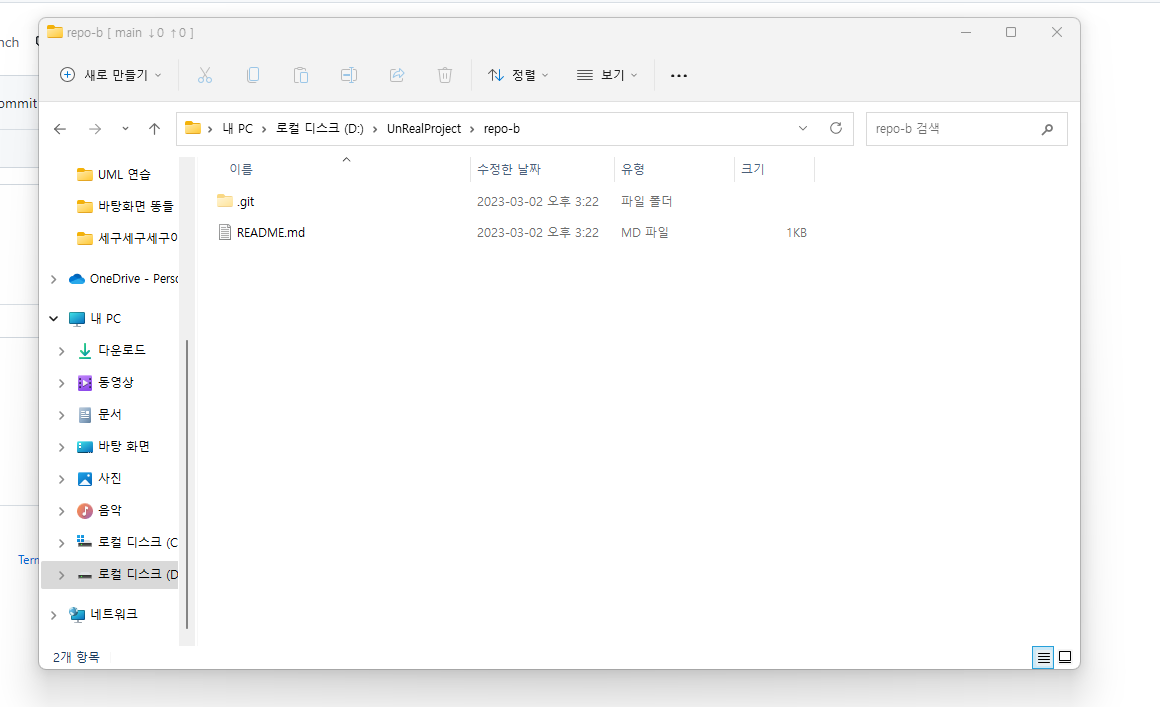 repo-b [ main ↓0 ↑0 ]
nch
새로 만들기
정렬
보기
ommit
내 PC > 로컬 디스크 (D:) > UnRealProject > repo-b
repo-b 검색
이름 수정한 날짜 유형 크기
.git 2023-03-02 오후 3:22 파일 폴더
README.md 2023-03-02 오후 3:22 MD 파일 1KB
UML 연습
바탕화면 똥들
세구세구세구이
OneDrive - Perso
내 PC
다운로드
동영상
문서
바탕 화면
사진
음악
로컬 디스크 (C
Term
로컬 디스크 (D
네트워크
2개 항목